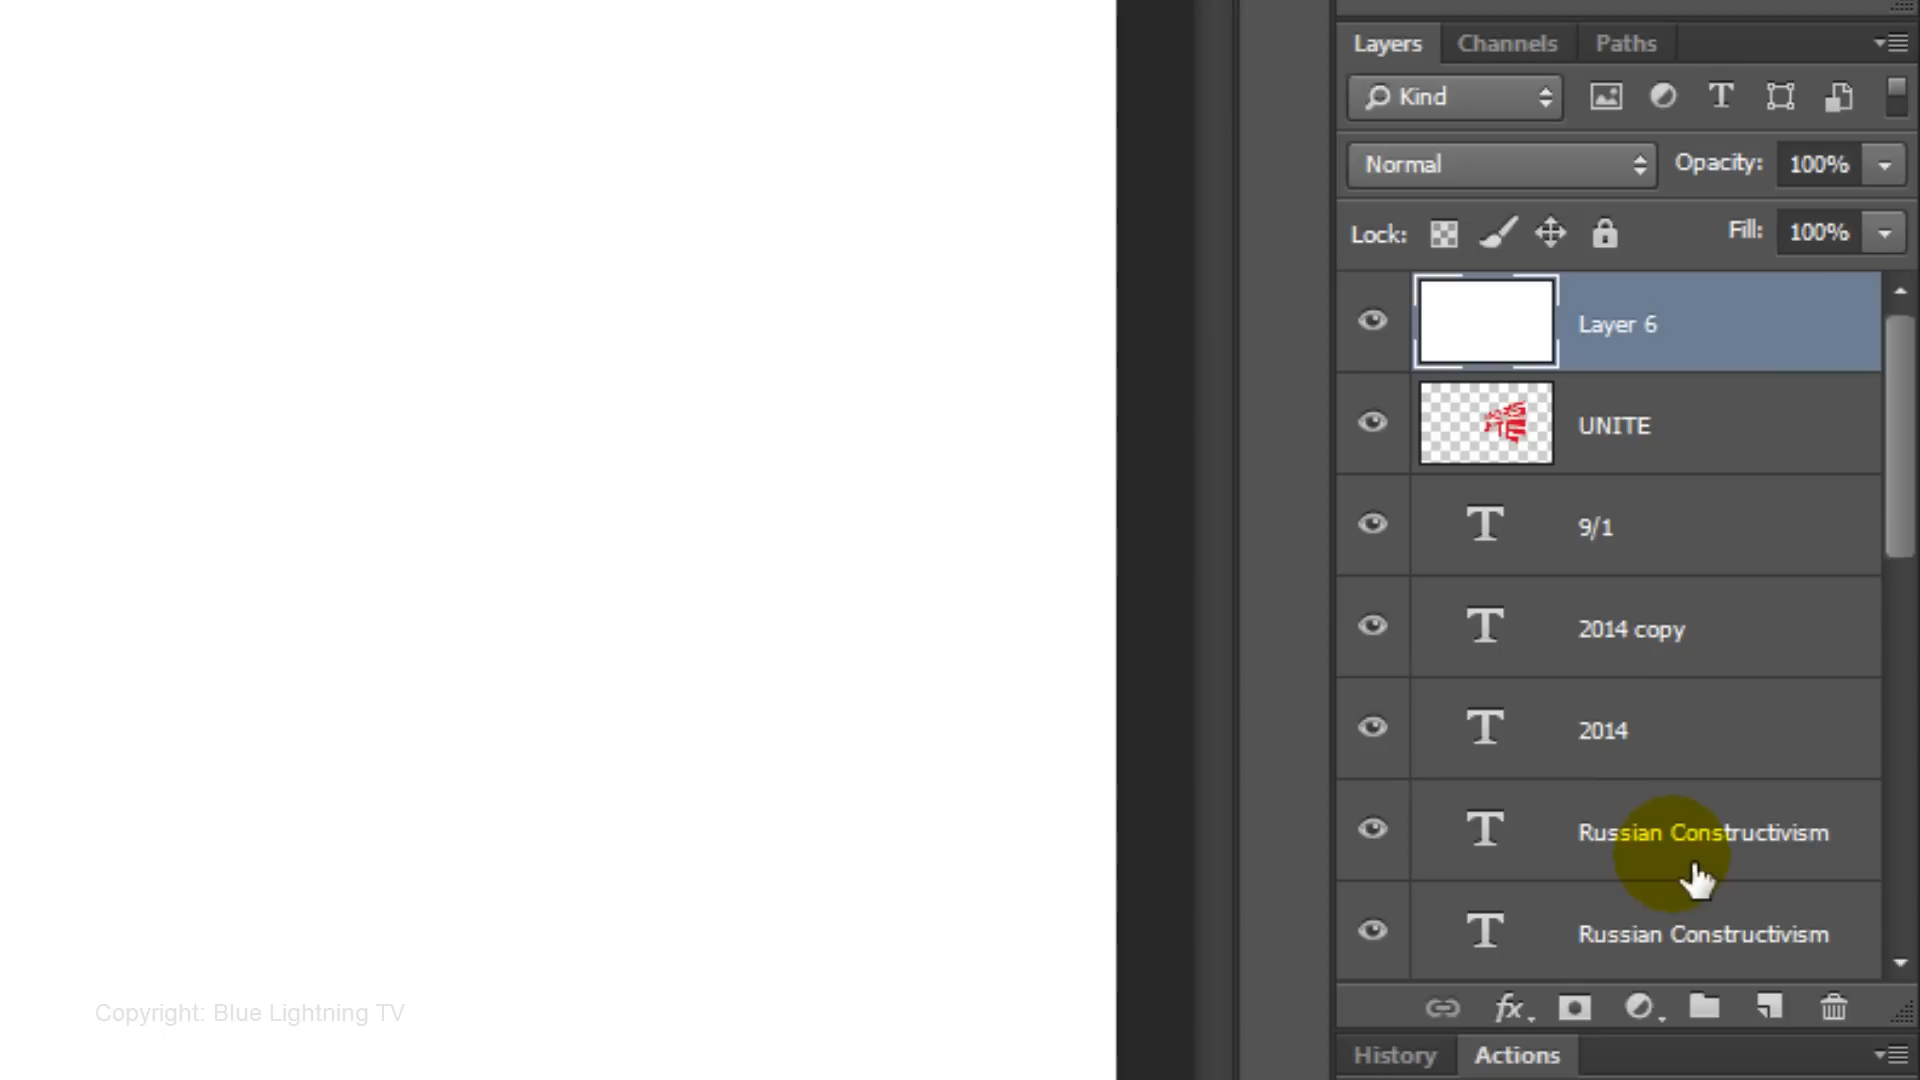 Layers Channels Paths
Kind
Normal Opacity: 100%
Lock: Fill: 100%
Layer 6
UNITE
9/1
2014 copy
2014
Russian Constructivism
Russian Constructivism
fx
History Actions
Copyright: Blue Lightning TV